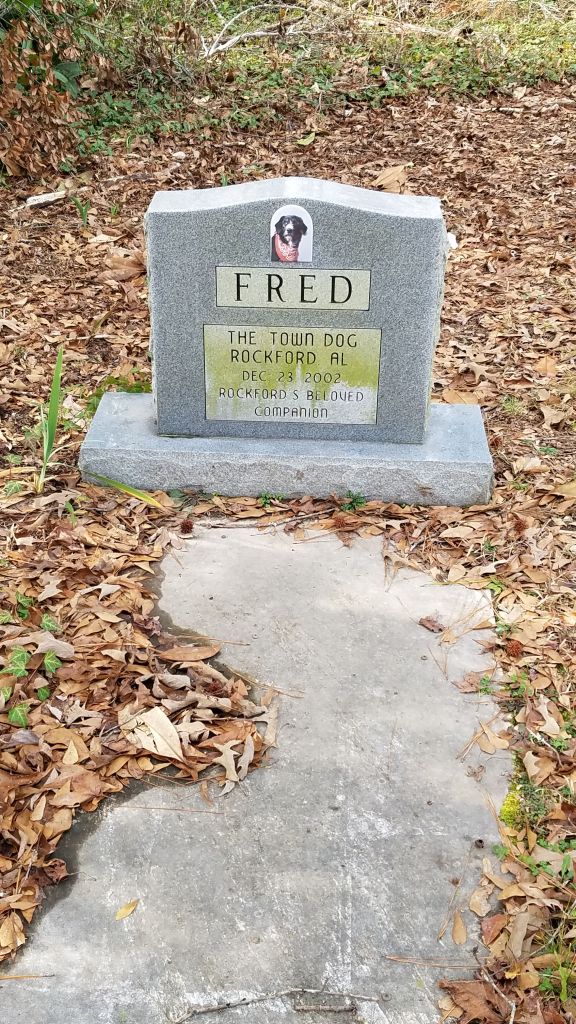 FRED
THE TOWN DOG
ROCKFORD AL
DEC 23 2002
ROCKFORD S BELOVED
COMPANION